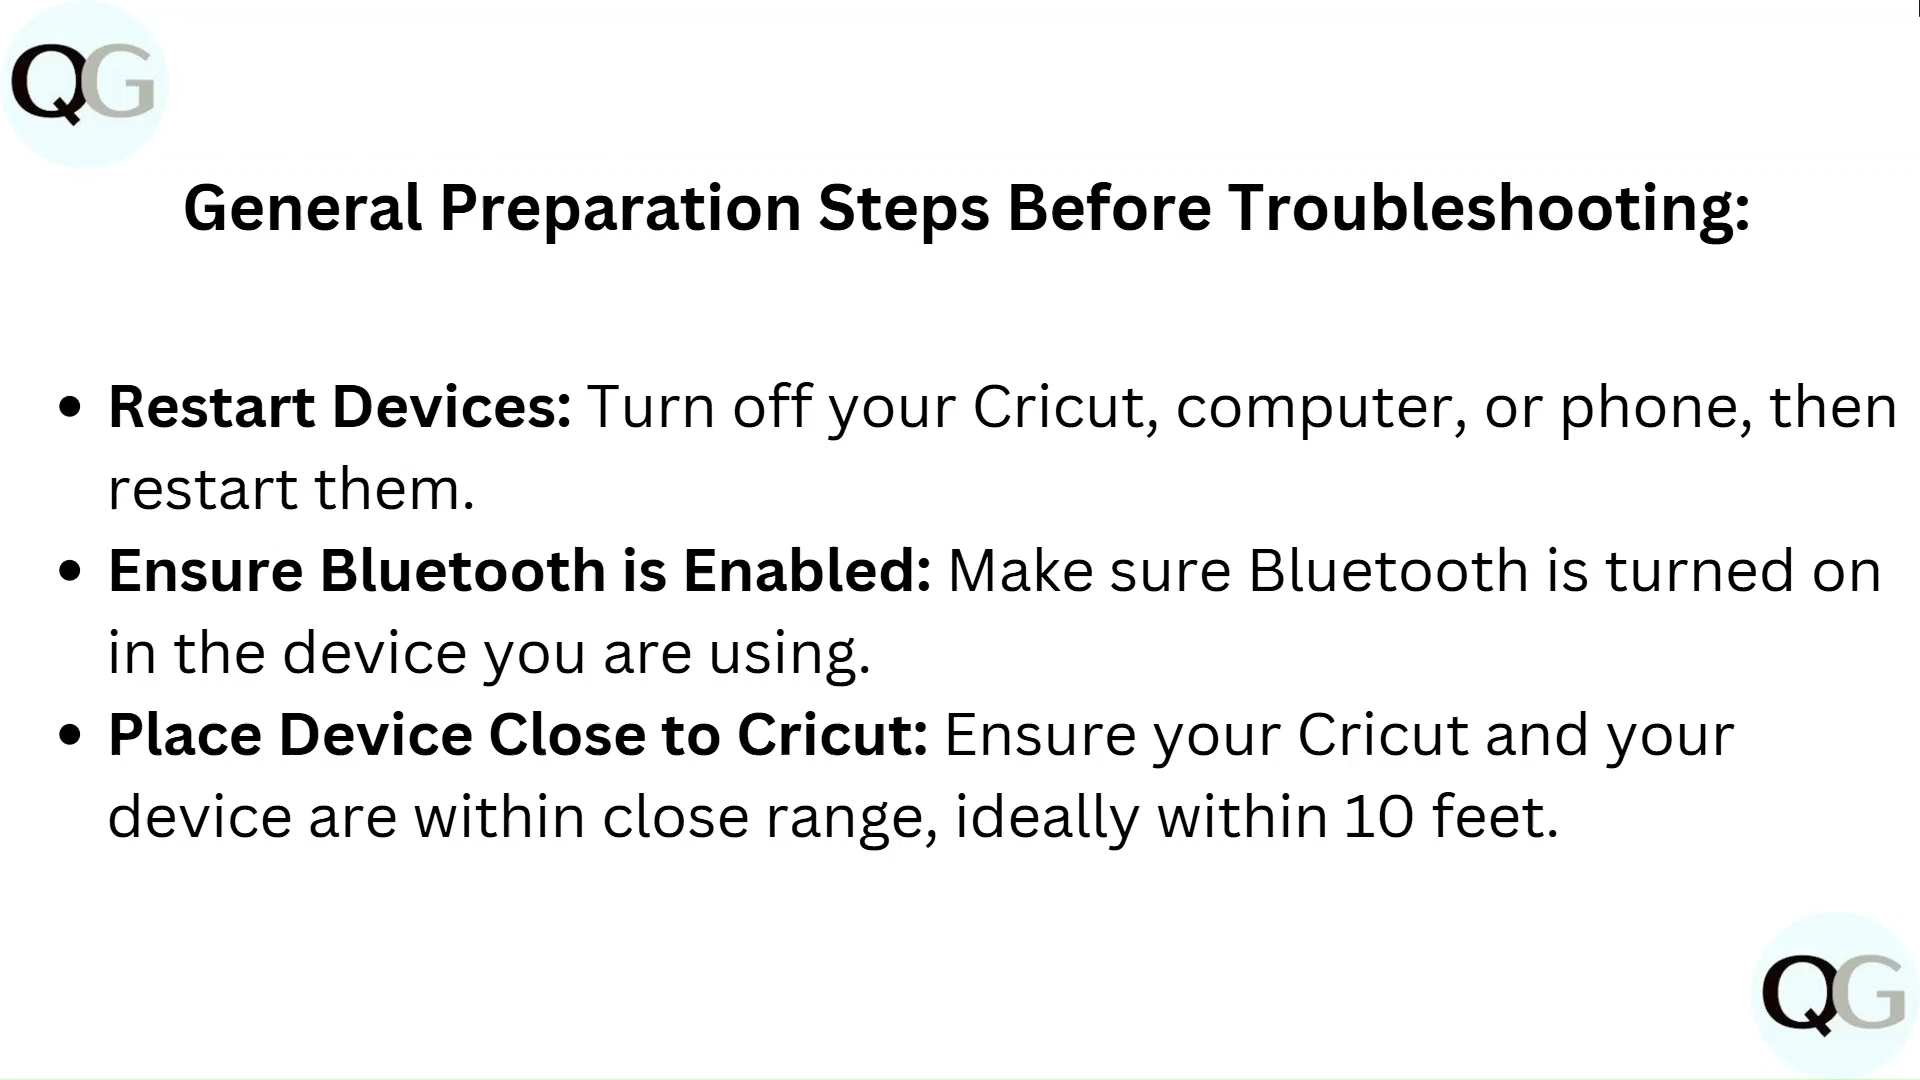 QG
General Preparation Steps Before Troubleshooting:
• Restart Devices: Turn off your Cricut, computer, or phone, then
restart them.
• Ensure Bluetooth is Enabled: Make sure Bluetooth is turned on
in the device you are using.
• Place Device Close to Cricut: Ensure your Cricut and your
device are within close range, ideally within 10 feet.
QG